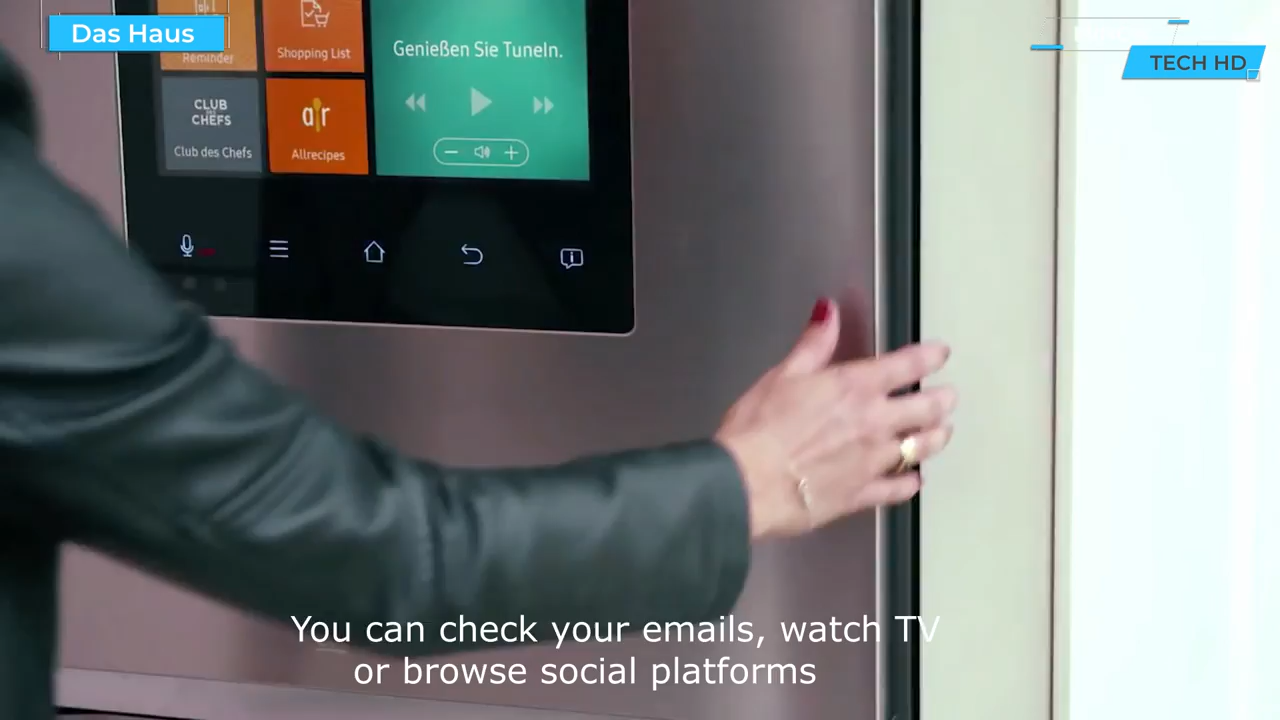 Das Haus
TECH HD
Reminder
Shopping List
Genießen Sie TuneIn.
CLUB
DES
CHEFS
Club des Chefs
Allrecipes
You can check your emails, watch TV
or browse social platforms